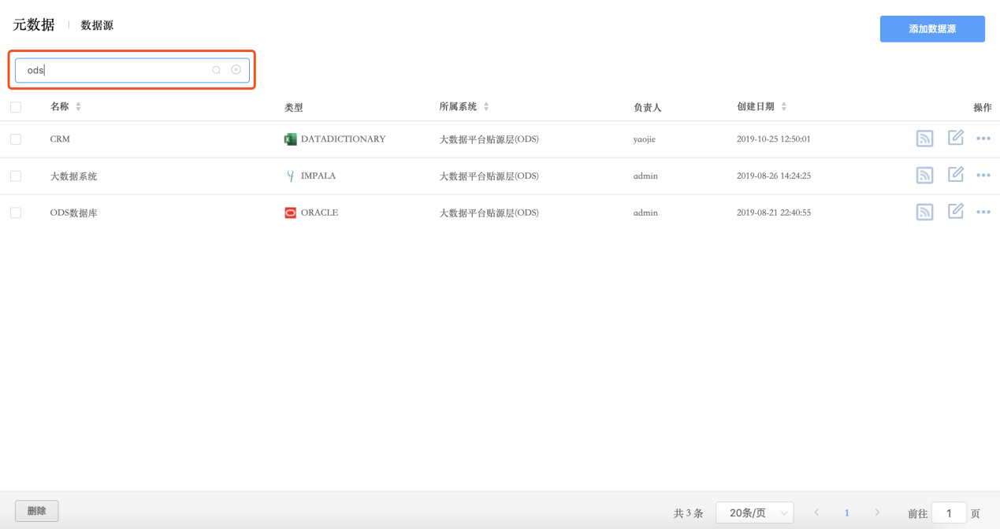 元数据 数据源
添加数据源
ods
名称 类型 所属系统 负责人 创建日期 操作
CRM DATADICTIONARY 大数据平台贴源层(ODS) yaojie 2019-10-25 12:50:01
大数据系统 IMPALA 大数据平台贴源层(ODS) admin 2019-08-26 14:24:25
ODS数据库 ORACLE 大数据平台贴源层(ODS) admin 2019-08-21 22:40:55
删除 共 3 条 20条/页 1 前往 1 页